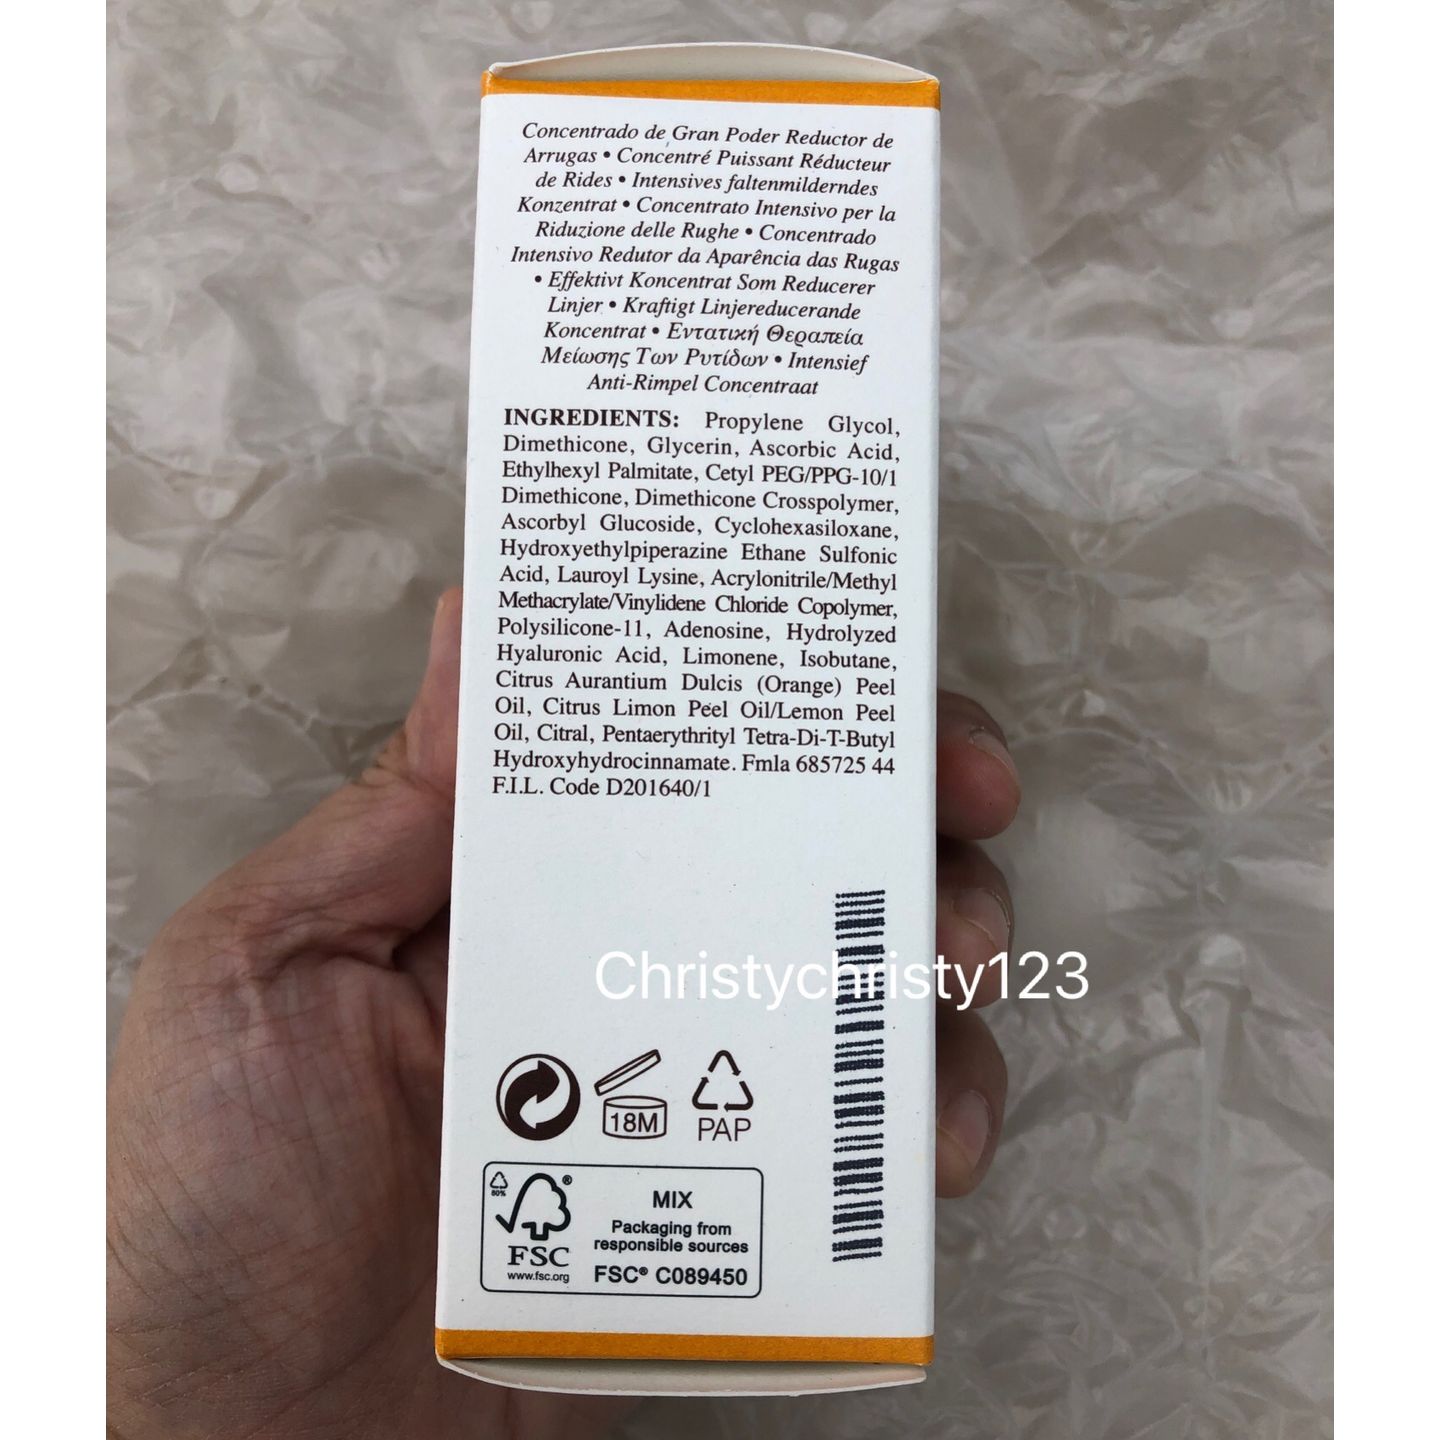 Concentrado de Gran Poder Reductor de
Arrugas • Concentré Puissant Réducteur
de Rides • Intensives faltenmilderndes
Konzentrat • Concentrato Intensivo per la
Riduzione delle Rughe • Concentrado
Intensivo Redutor da Aparência das Rugas
• Effektivt Koncentrat Som Reducerer
Linjer • Kraftigt Linjereducerande
Koncentrat • Εντατική Θεραπεία
Μείωσης Των Ρυτίδων • Intensief
Anti-Rimpel Concentraat
INGREDIENTS: Propylene Glycol,
Dimethicone, Glycerin, Ascorbic Acid,
Ethylhexyl Palmitate, Cetyl PEG/PPG-10/1
Dimethicone, Dimethicone Crosspolymer,
Ascorbyl Glucoside, Cyclohexasiloxane,
Hydroxyethylpiperazine Ethane Sulfonic
Acid, Lauroyl Lysine, Acrylonitrile/Methyl
Methacrylate/Vinylidene Chloride Copolymer,
Polysilicone-11, Adenosine, Hydrolyzed
Hyaluronic Acid, Limonene, Isobutane,
Citrus Aurantium Dulcis (Orange) Peel
Oil, Citrus Limon Peel Oil/Lemon Peel
Oil, Citral, Pentaerythrityl Tetra-Di-T-Butyl
Hydroxyhydrocinnamate. Fmla 685725 44
F.I.L. Code D201640/1
Christychristy123
18M
PAP
80%
®
FSC
www.fsc.org
MIX
Packaging from
responsible sources
FSC® C089450